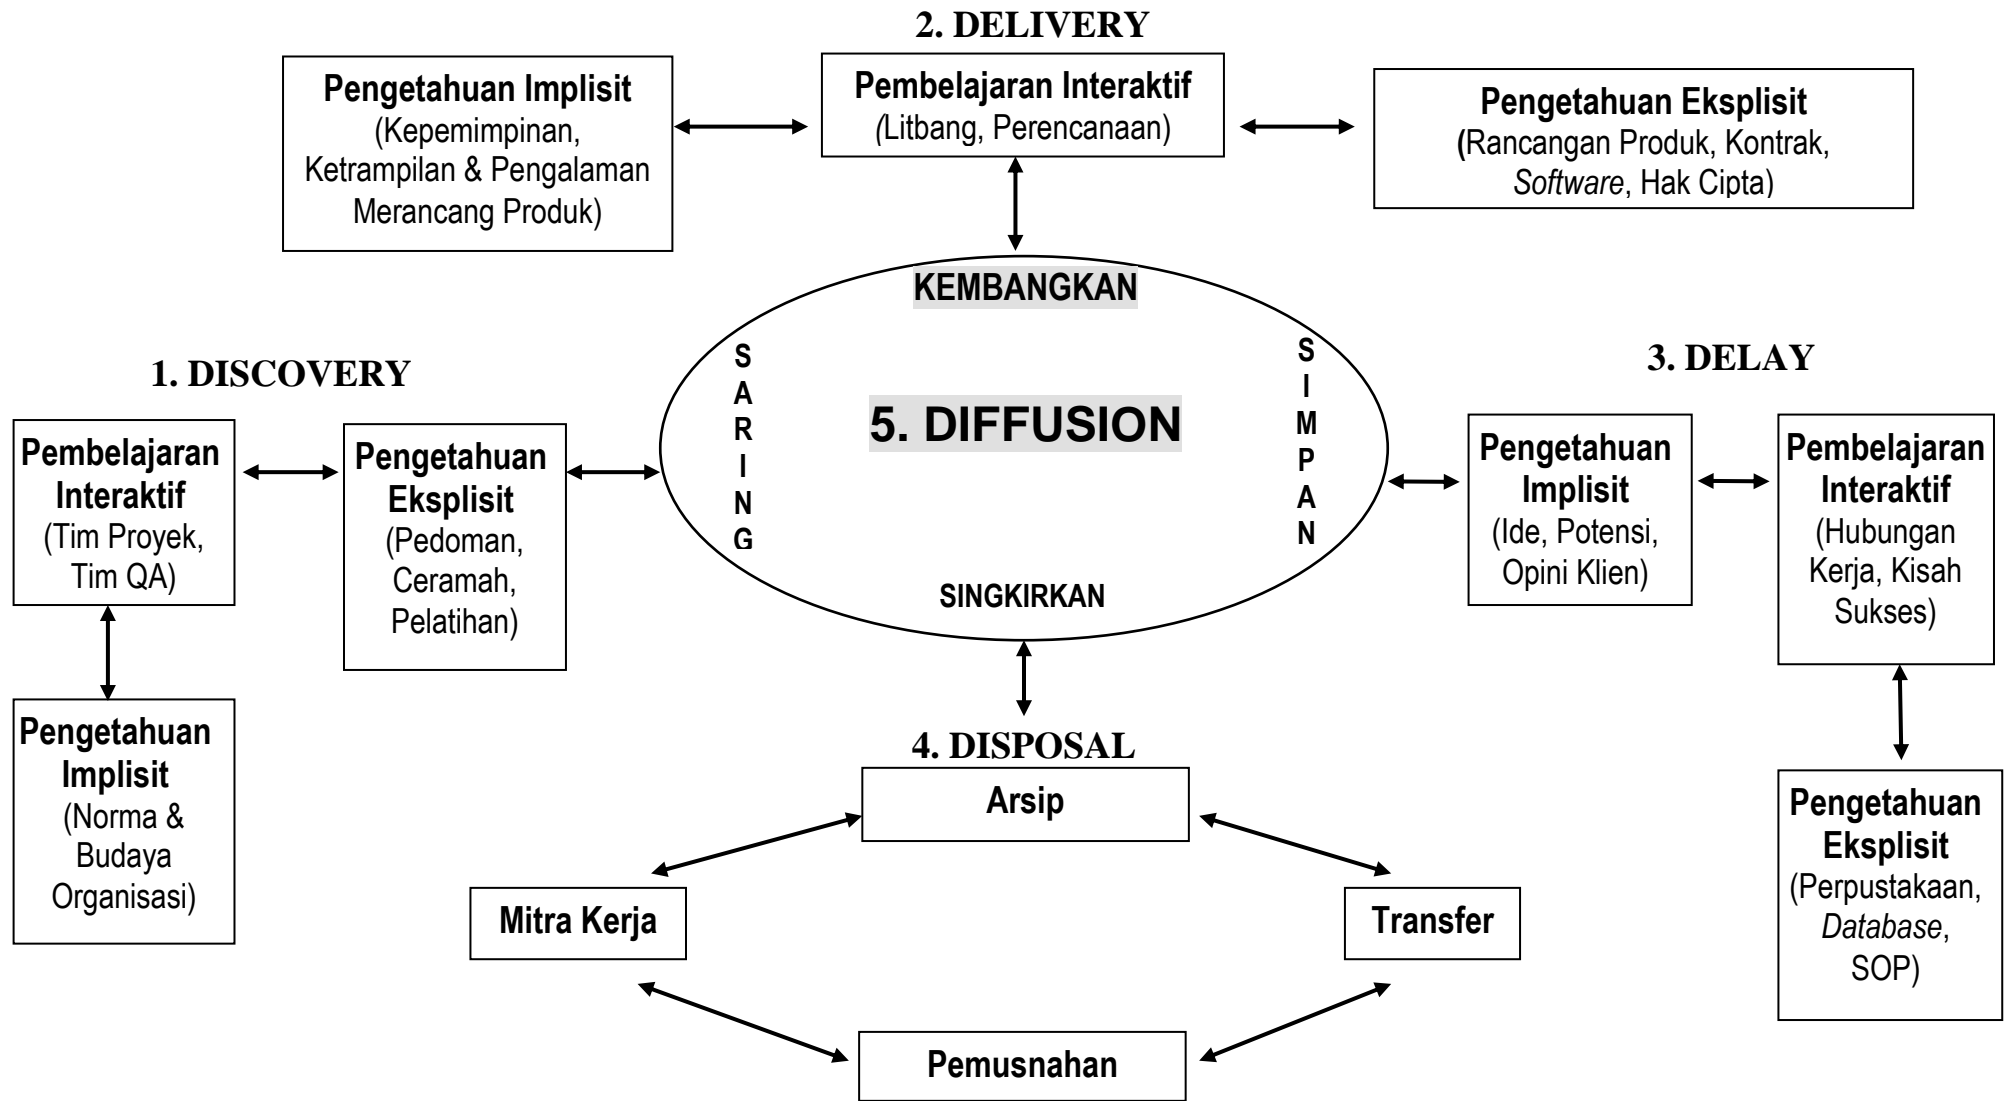 2. DELIVERY
Pengetahuan Implisit
(Kepemimpinan,
Ketrampilan & Pengalaman
Merancang Produk)
Pembelajaran Interaktif
(Litbang, Perencanaan)
Pengetahuan Eksplisit
(Rancangan Produk, Kontrak,
Software, Hak Cipta)
1. DISCOVERY
Pembelajaran
Interaktif
(Tim Proyek,
Tim QA)
Pengetahuan
Eksplisit
(Pedoman,
Ceramah,
Pelatihan)
Pengetahuan
Implisit
(Norma &
Budaya
Organisasi)
KEMBANGKAN
S
A
R
I
N
G
5. DIFFUSION
S
I
M
P
A
N
SINGKIRKAN
3. DELAY
Pengetahuan
Implisit
(Ide, Potensi,
Opini Klien)
Pembelajaran
Interaktif
(Hubungan
Kerja, Kisah
Sukses)
Pengetahuan
Eksplisit
(Perpustakaan,
Database,
SOP)
4. DISPOSAL
Arsip
Mitra Kerja
Transfer
Pemusnahan